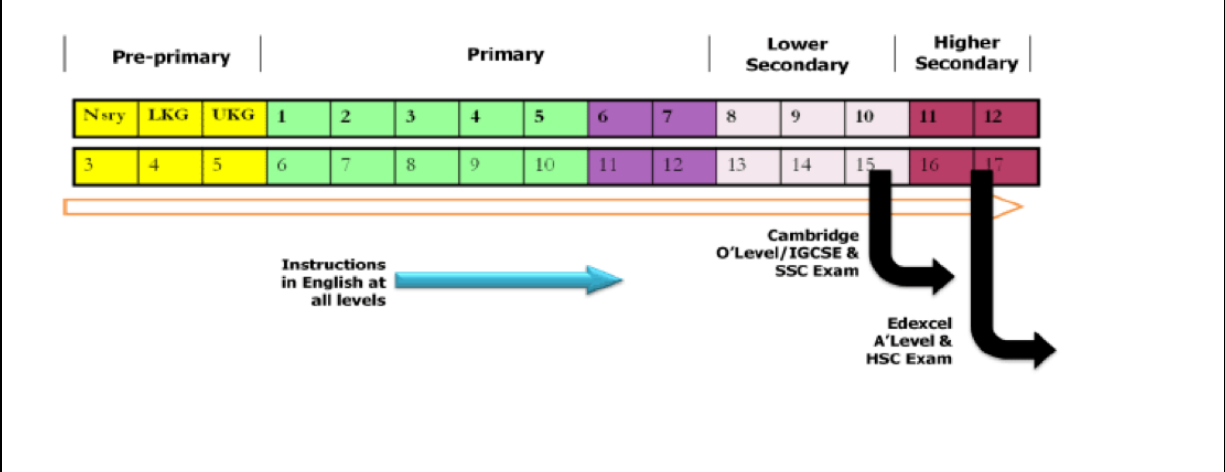 Pre-primary
Primary
Lower
Secondary
Higher
Secondary
Nsry LKG UKG 1 2 3 4 5 6 7 8 9 10 11 12
3 4 5 6 7 8 9 10 11 12 13 14 15 16 17
Cambridge
O'Level/IGCSE &
SSC Exam
Instructions
in English at
all levels
Edexcel
A'Level &
HSC Exam